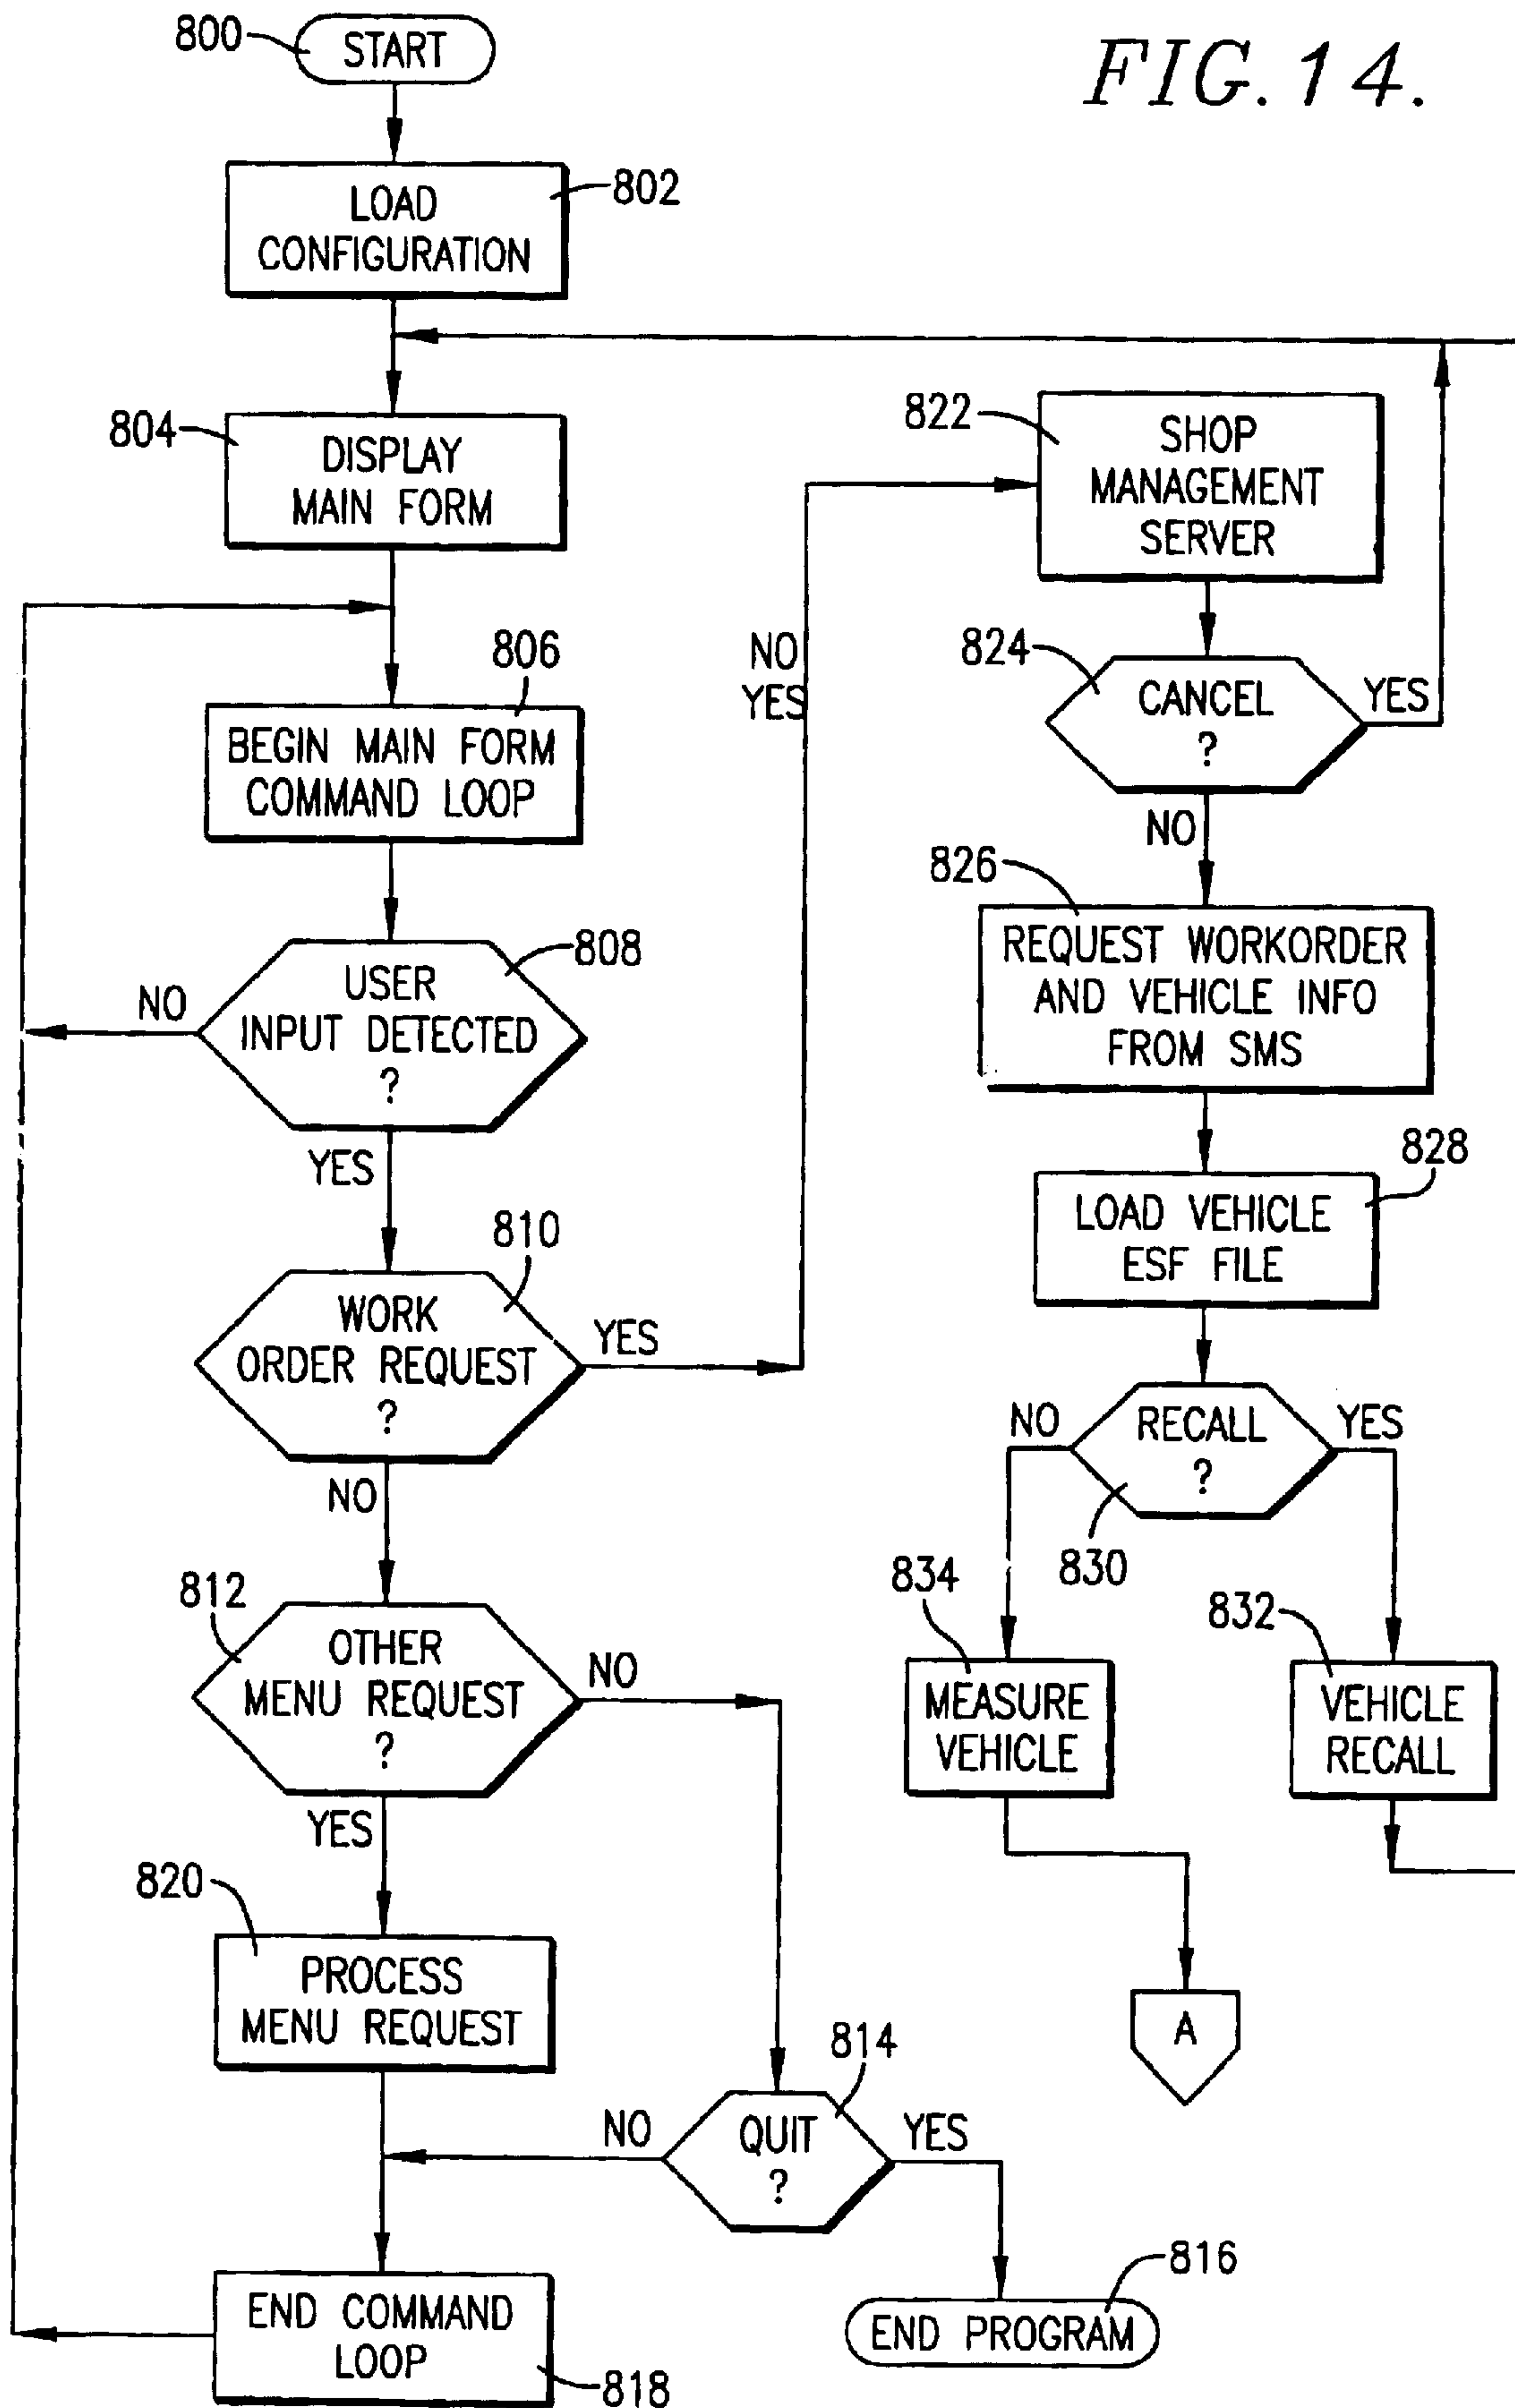 FIG. 14.
800
START
802
LOAD
CONFIGURATION
804
DISPLAY
MAIN FORM
806
BEGIN MAIN FORM
COMMAND LOOP
808
USER
INPUT DETECTED
?
NO
YES
810
WORK
ORDER REQUEST
?
YES
NO
812
OTHER
MENU REQUEST
?
NO
YES
820
PROCESS
MENU REQUEST
814
QUIT
?
NO
YES
816
END PROGRAM
END COMMAND
LOOP
818
NO
YES
822
SHOP
MANAGEMENT
SERVER
824
CANCEL
?
YES
NO
826
REQUEST WORKORDER
AND VEHICLE INFO
FROM SMS
828
LOAD VEHICLE
ESF FILE
RECALL
?
NO
YES
830
834
MEASURE
VEHICLE
832
VEHICLE
RECALL
A